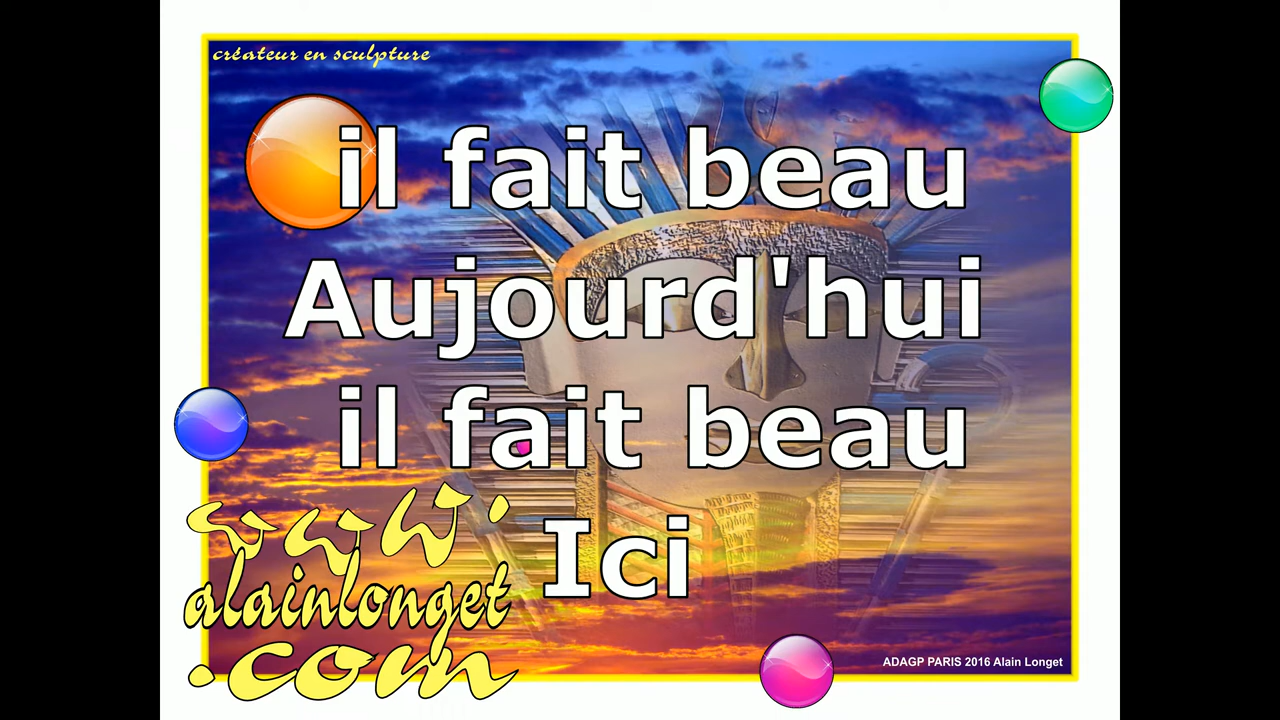 créateur en sculpture
il fait beau
Aujourd'hui
il fait beau
Ici
www.
alainlonget
.com
ADAGP PARIS 2016 Alain Longet